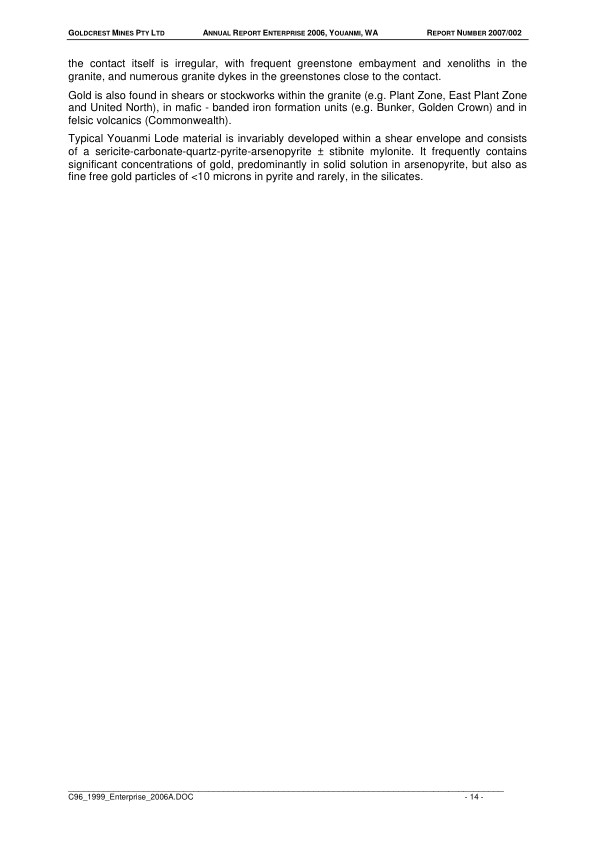 GOLDCREST MINES PTY LTD ANNUAL REPORT ENTERPRISE 2006, YOUANMI, WA REPORT NUMBER 2007/002
the contact itself is irregular, with frequent greenstone embayment and xenoliths in the
granite, and numerous granite dykes in the greenstones close to the contact.
Gold is also found in shears or stockworks within the granite (e.g. Plant Zone, East Plant Zone
and United North), in mafic - banded iron formation units (e.g. Bunker, Golden Crown) and in
felsic volcanics (Commonwealth).
Typical Youanmi Lode material is invariably developed within a shear envelope and consists
of a sericite-carbonate-quartz-pyrite-arsenopyrite ± stibnite mylonite. It frequently contains
significant concentrations of gold, predominantly in solid solution in arsenopyrite, but also as
fine free gold particles of <10 microns in pyrite and rarely, in the silicates.
C96_1999_Enterprise_2006A.DOC - 14 -